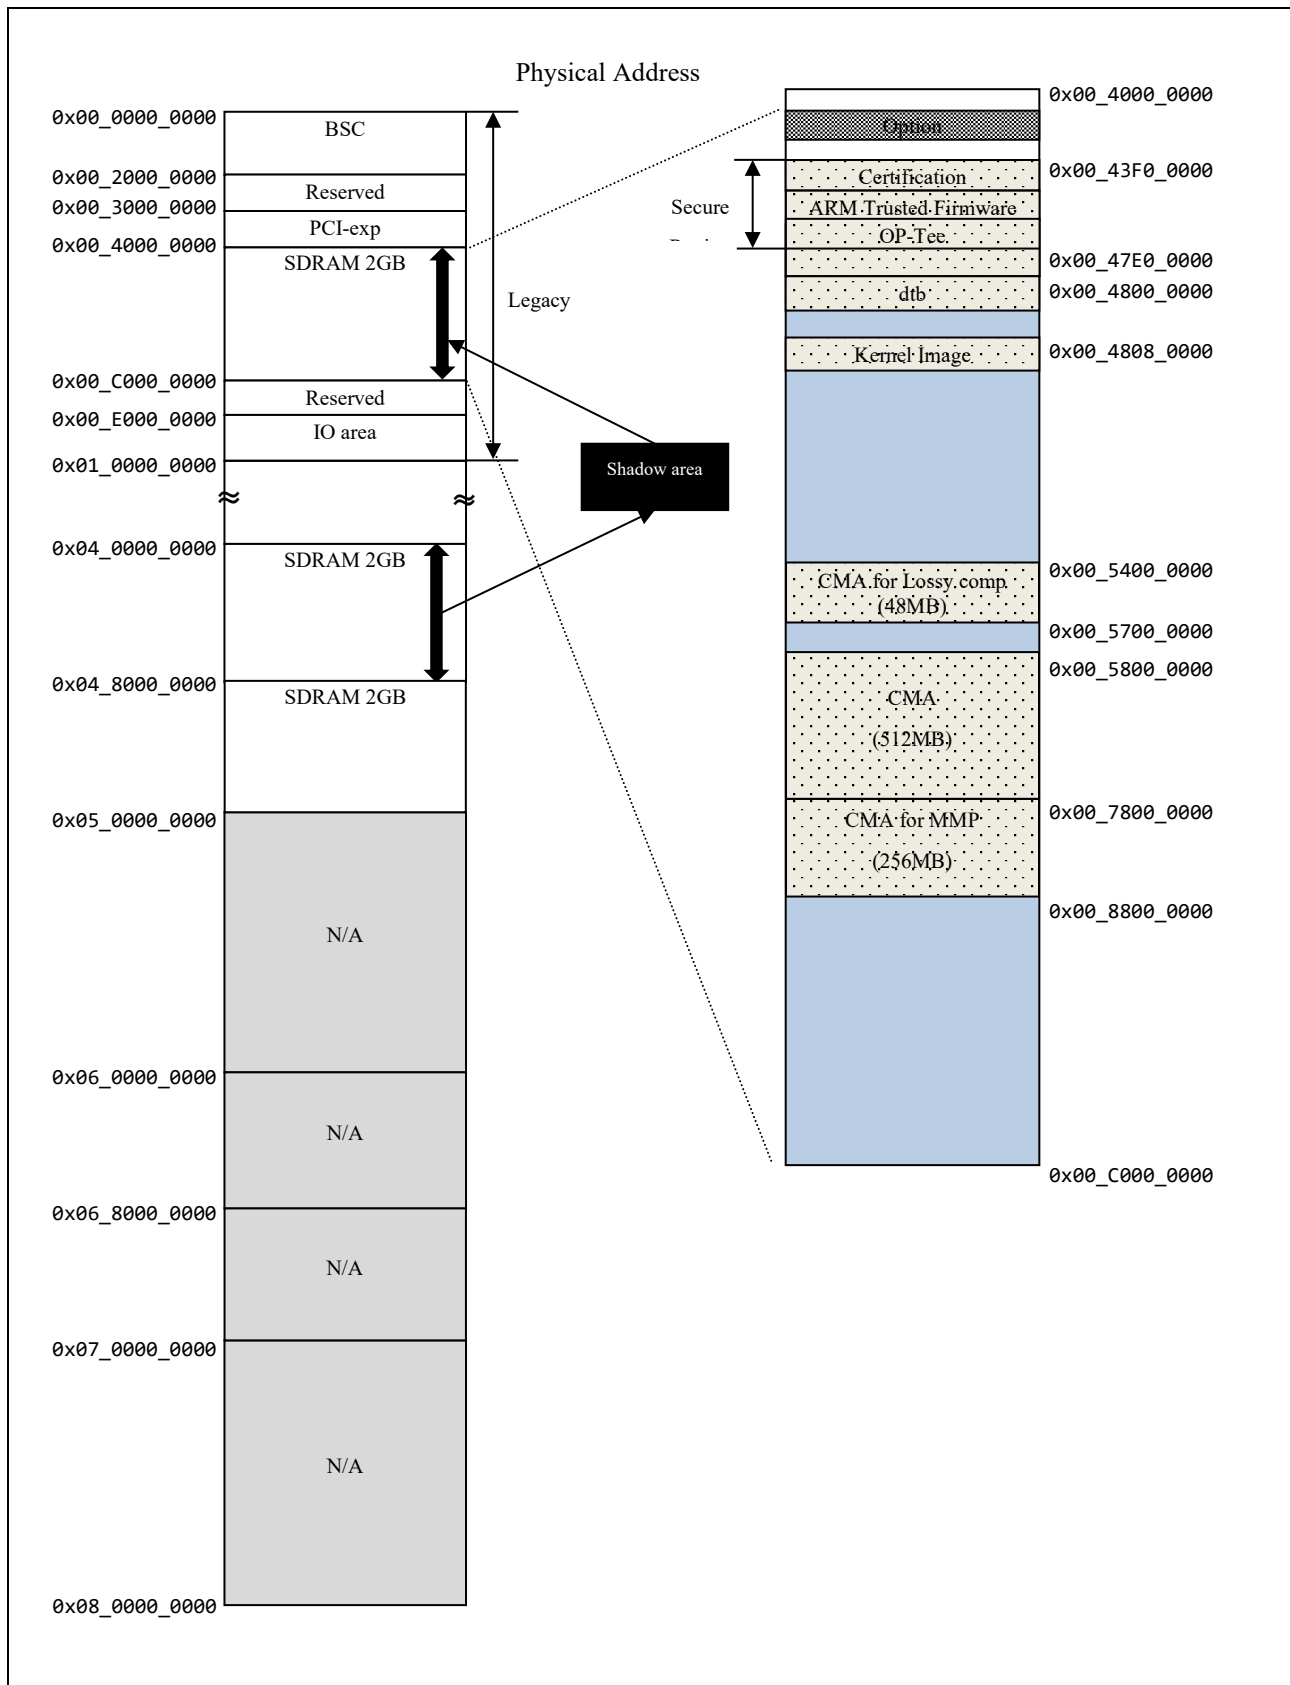 Physical Address
0x00_0000_0000
BSC
0x00_2000_0000
Reserved
0x00_3000_0000
PCI-exp
0x00_4000_0000
SDRAM 2GB
Legacy
0x00_C000_0000
Reserved
0x00_E000_0000
IO area
0x01_0000_0000
Shadow area
0x04_0000_0000
SDRAM 2GB
0x04_8000_0000
SDRAM 2GB
0x05_0000_0000
N/A
0x06_0000_0000
N/A
0x06_8000_0000
N/A
0x07_0000_0000
N/A
0x08_0000_0000
0x00_4000_0000
Option
Secure
Certification
0x00_43F0_0000
ARM Trusted Firmware
OP-Tee
0x00_47E0_0000
dtb
0x00_4800_0000
Kernel Image
0x00_4808_0000
0x00_5400_0000
CMA for Lossy comp
(48MB)
0x00_5700_0000
0x00_5800_0000
CMA
(512MB)
0x00_7800_0000
CMA for MMP
(256MB)
0x00_8800_0000
0x00_C000_0000